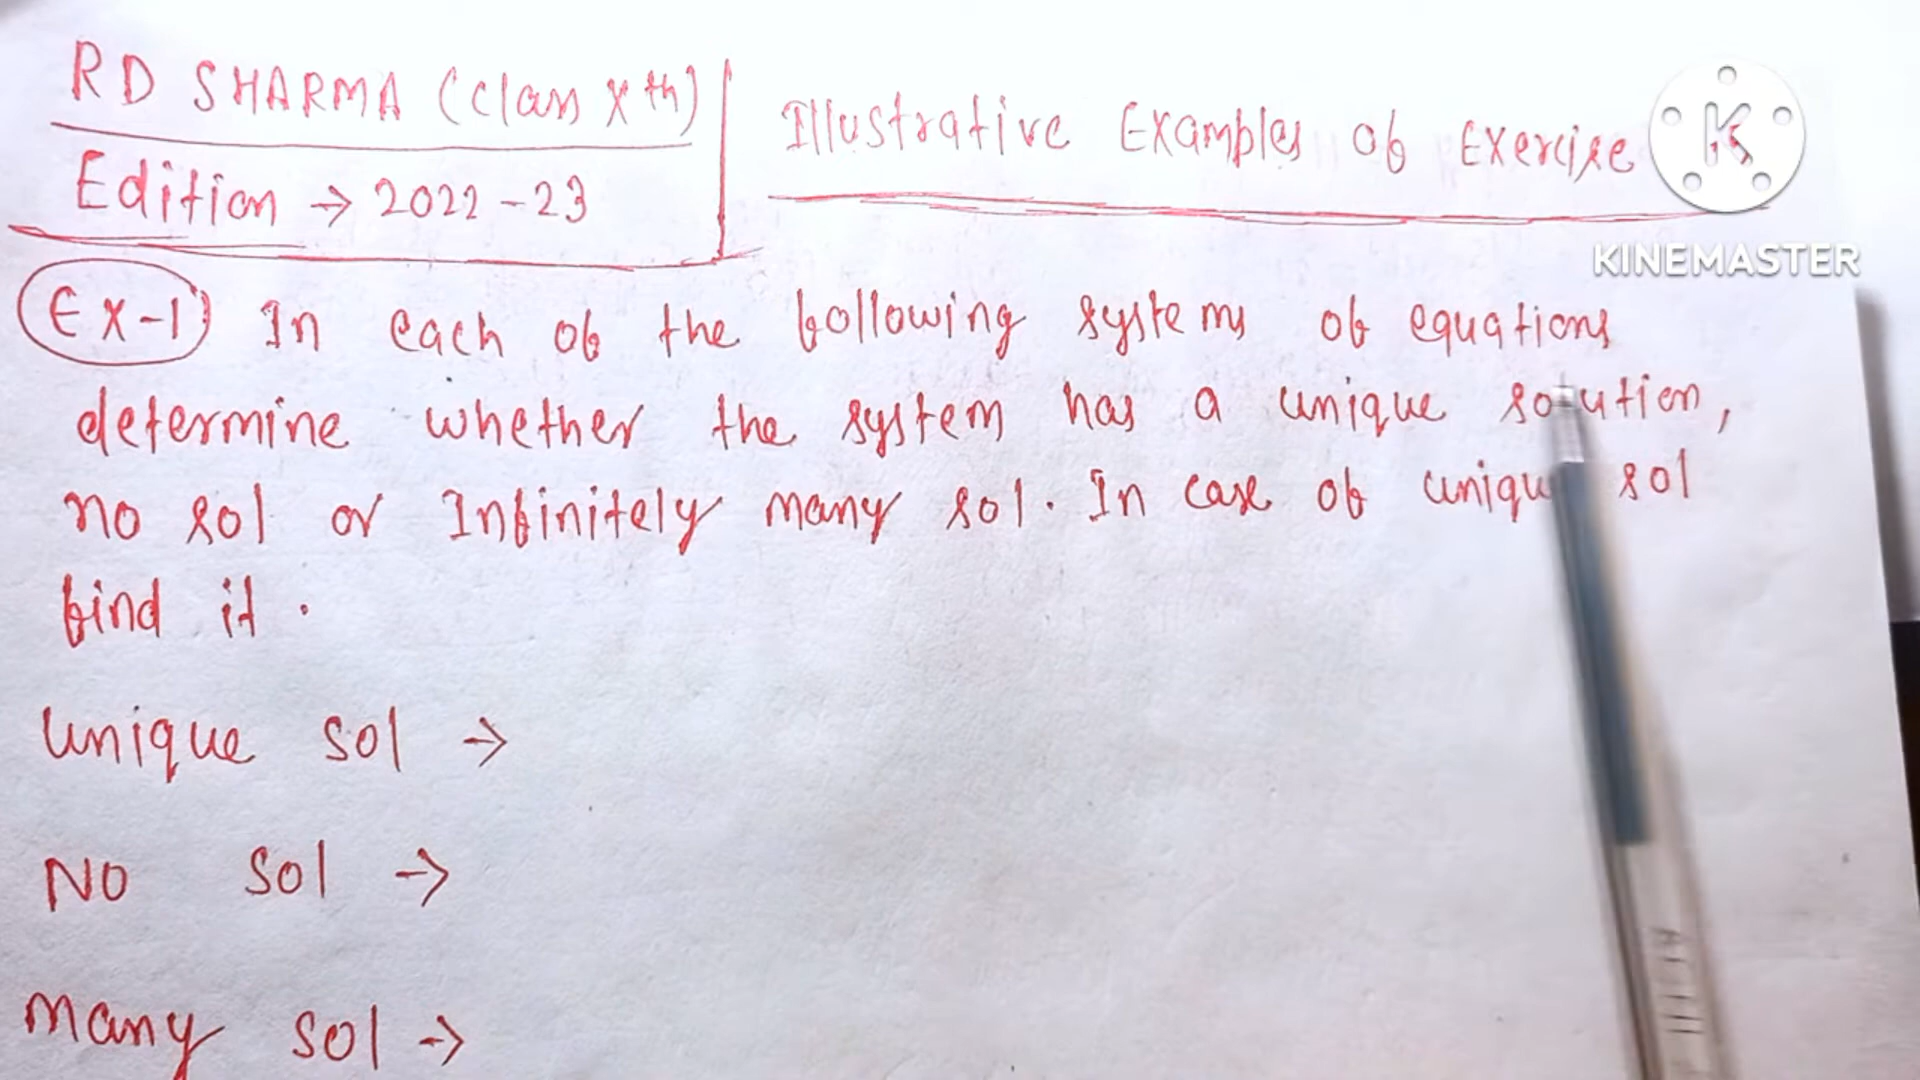 RD SHARMA (Class Xth)
Edition → 2022-23
Illustrative Examples of Exercise
KINEMASTER
Ex-1) In each of the following systems of equations
determine whether the system has a unique solution,
no sol or Infinitely many sol. In case of unique sol
find it.
Unique sol →
NO sol →
Many sol →